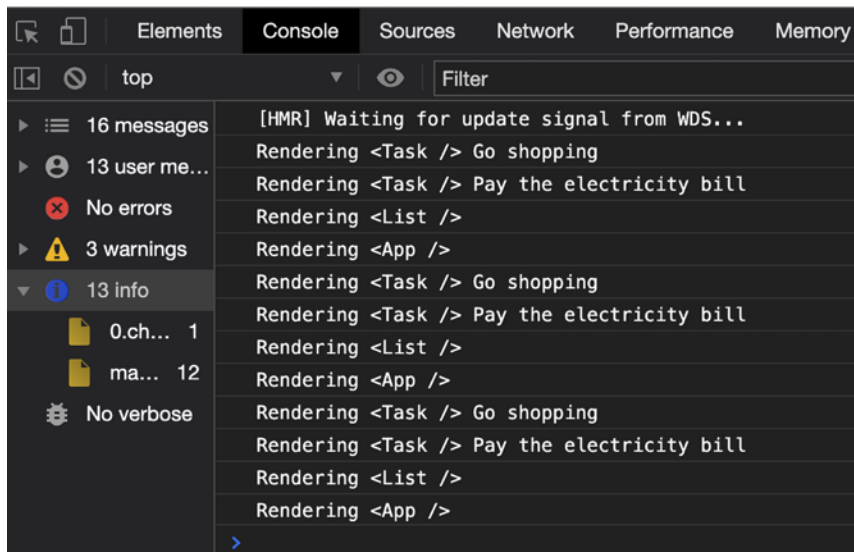 Elements Console Sources Network Performance Memory
top Filter
16 messages
13 user me...
No errors
3 warnings
13 info
0.ch... 1
ma... 12
No verbose
[HMR] Waiting for update signal from WDS...
Rendering <Task /> Go shopping
Rendering <Task /> Pay the electricity bill
Rendering <List />
Rendering <App />
Rendering <Task /> Go shopping
Rendering <Task /> Pay the electricity bill
Rendering <List />
Rendering <App />
Rendering <Task /> Go shopping
Rendering <Task /> Pay the electricity bill
Rendering <List />
Rendering <App />